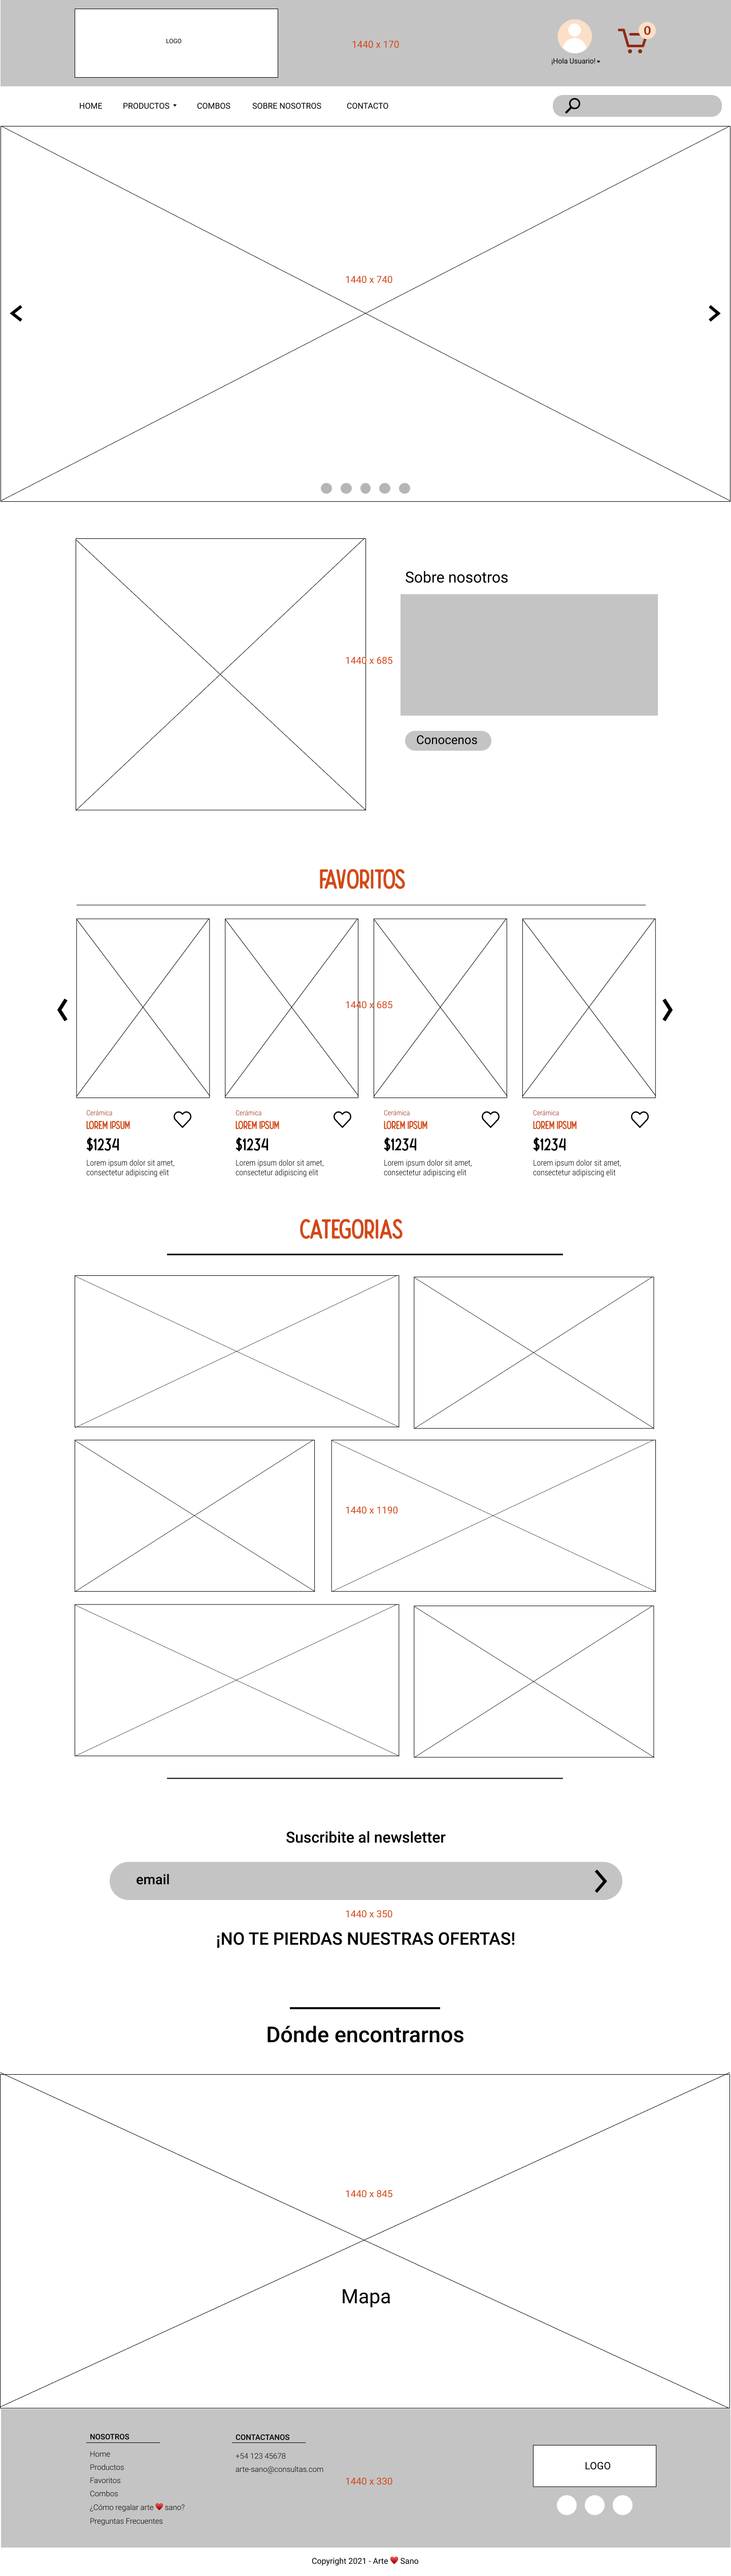 LOGO
1440 x 170
0
¡Hola Usuario!
HOME PRODUCTOS COMBOS SOBRE NOSOTROS CONTACTO
1440 x 740
Sobre nosotros
1440 x 685
Conocenos
FAVORITOS
1440 x 685
Cerámica Cerámica Cerámica Cerámica
LOREM IPSUM LOREM IPSUM LOREM IPSUM LOREM IPSUM
$1234 $1234 $1234 $1234
Lorem ipsum dolor sit amet, Lorem ipsum dolor sit amet, Lorem ipsum dolor sit amet, Lorem ipsum dolor sit amet,
consectetur adipiscing elit consectetur adipiscing elit consectetur adipiscing elit consectetur adipiscing elit
CATEGORIAS
1440 x 1190
Suscribite al newsletter
email
1440 x 350
¡NO TE PIERDAS NUESTRAS OFERTAS!
Dónde encontrarnos
1440 x 845
Mapa
NOSOTROS
Home
Productos
Favoritos
Combos
¿Cómo regalar arte ❤️ sano?
Preguntas Frecuentes
CONTACTANOS
+54 123 45678
arte-sano@consultas.com
1440 x 330
LOGO
Copyright 2021 - Arte ❤️ Sano